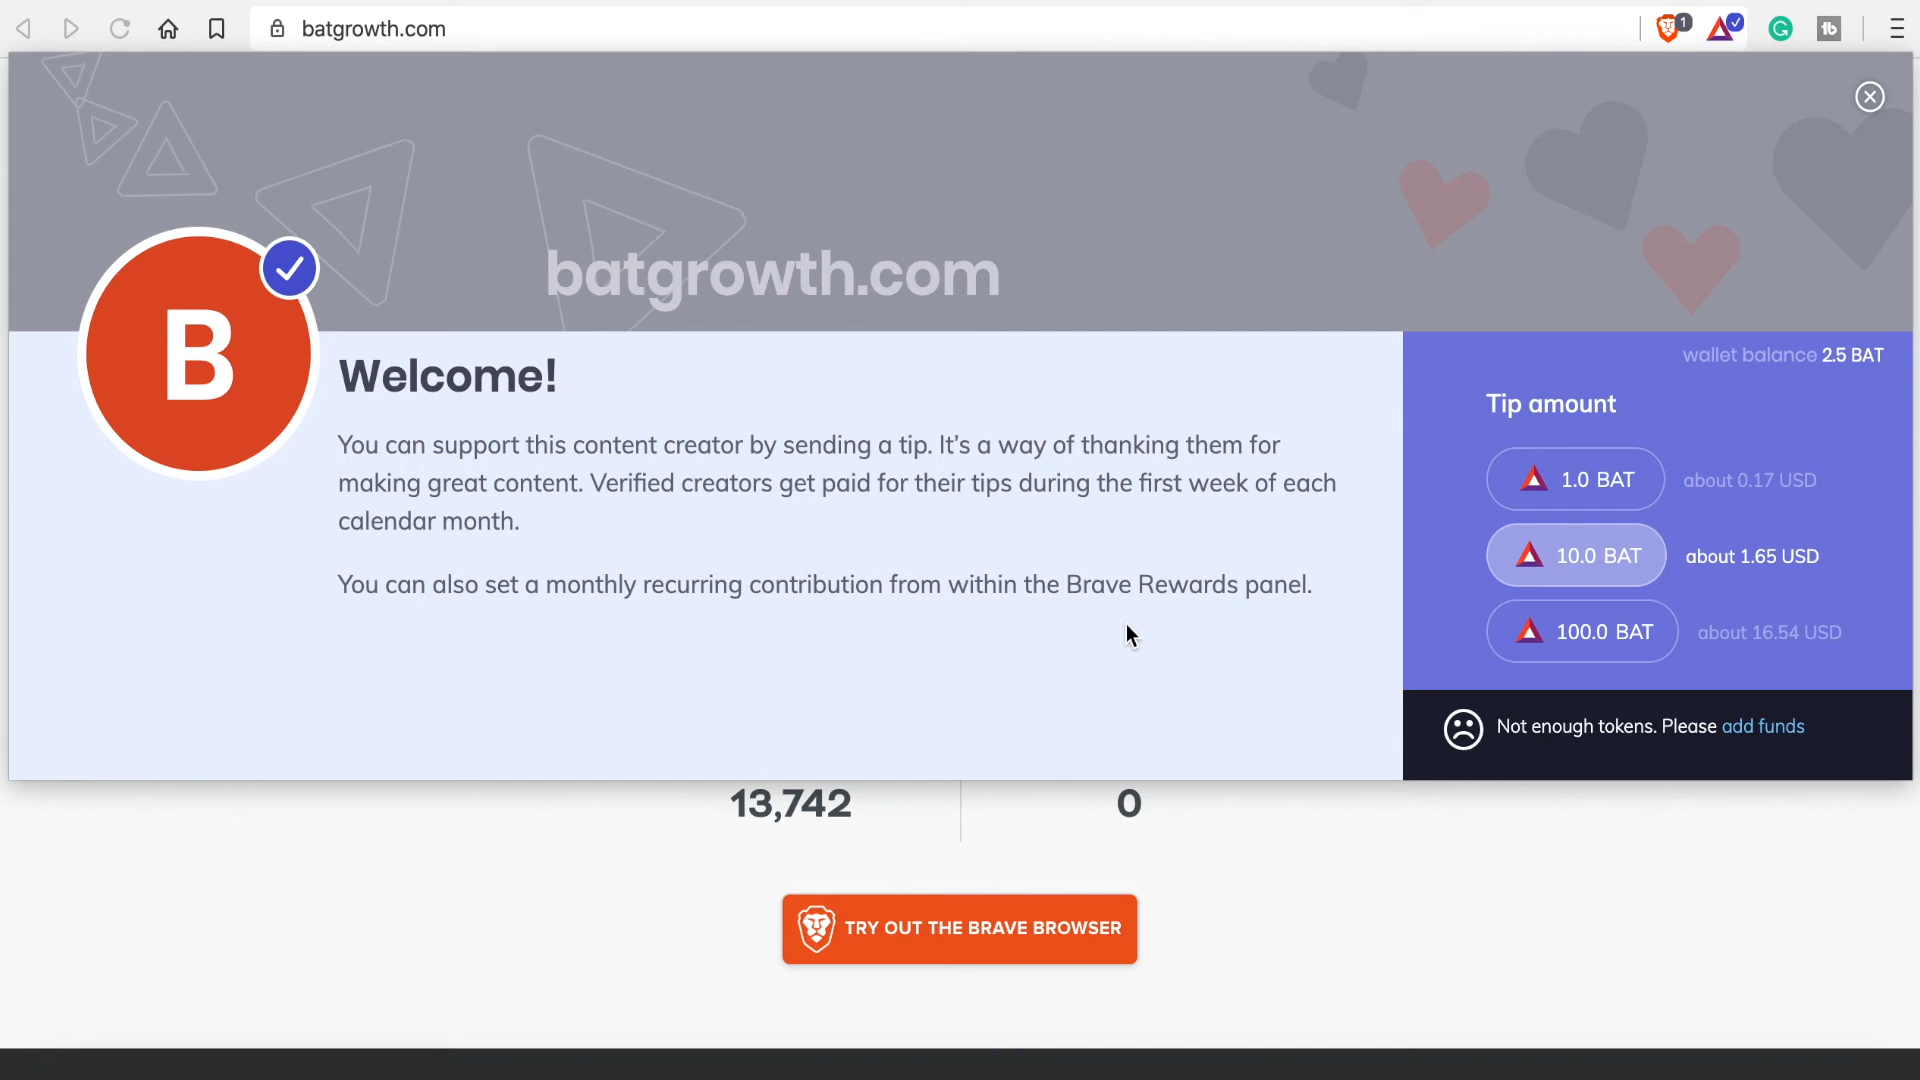 batgrowth.com
1
batgrowth.com
B
Welcome!
You can support this content creator by sending a tip. It's a way of thanking them for
making great content. Verified creators get paid for their tips during the first week of each
calendar month.
You can also set a monthly recurring contribution from within the Brave Rewards panel.
wallet balance 2.5 BAT
Tip amount
1.0 BAT about 0.17 USD
10.0 BAT about 1.65 USD
100.0 BAT about 16.54 USD
Not enough tokens. Please add funds
13,742
0
TRY OUT THE BRAVE BROWSER